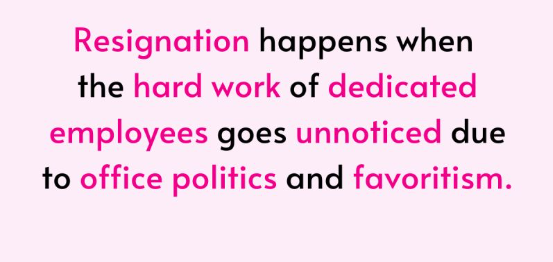 Resignation happens when
the hard work of dedicated
employees goes unnoticed due
to office politics and favoritism.